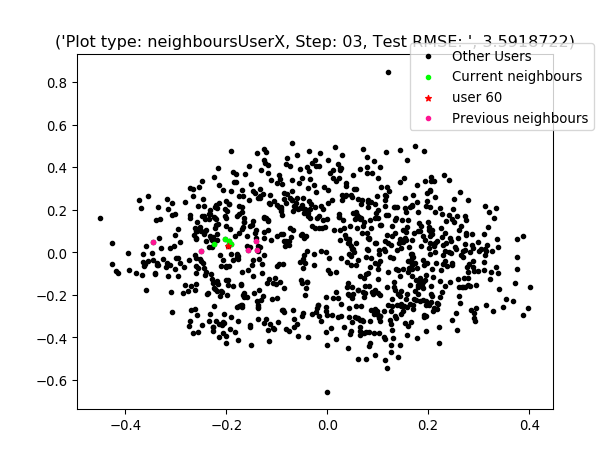 ('Plot type: neighboursUserX, Step: 03, Test RMSE: ', 3.5918722)
Other Users
Current neighbours
user 60
Previous neighbours
0.8
0.6
0.4
0.2
0.0
−0.2
−0.4
−0.6
−0.4
−0.2
0.0
0.2
0.4